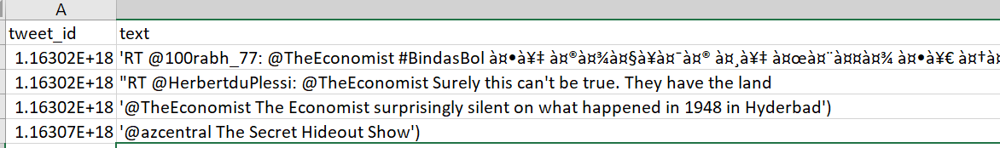 A
tweet_id text
1.16302E+18 'RT @100rabh_77: @TheEconomist #BindasBol à¤•à¥‡ à¤®à¤¾à¤§à¥à¤¯à¤® à¤¸à¥‡ à¤œà¤¨à¤¤à¤¾ à¤•à¥€ à¤†à¤
1.16302E+18 "RT @HerbertduPlessi: @TheEconomist Surely this can't be true. They have the land
1.16302E+18 '@TheEconomist The Economist surprisingly silent on what happened in 1948 in Hyderbad')
1.16307E+18 '@azcentral The Secret Hideout Show')